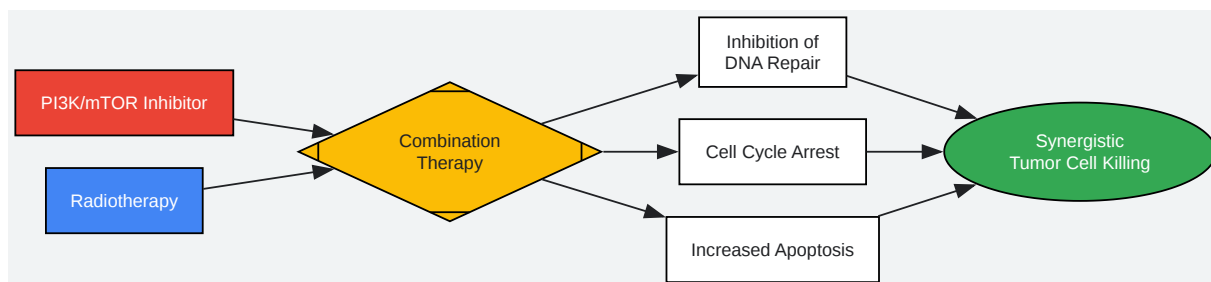 PI3K/mTOR Inhibitor
Radiotherapy
Combination
Therapy
Inhibition of
DNA Repair
Cell Cycle Arrest
Increased Apoptosis
Synergistic
Tumor Cell Killing